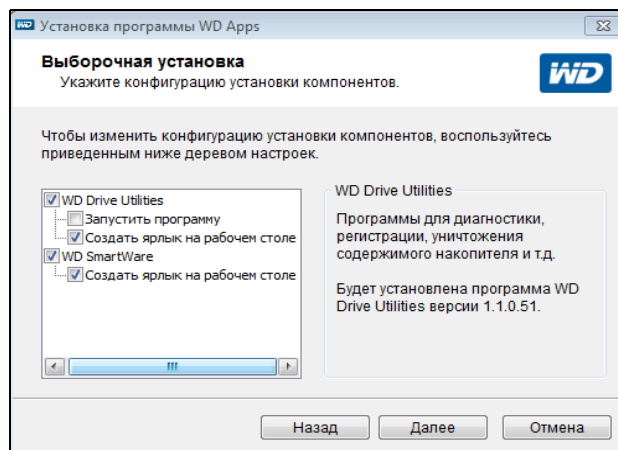 WD Установка программы WD Apps
Выборочная установка
Укажите конфигурацию установки компонентов.
WD
Чтобы изменить конфигурацию установки компонентов, воспользуйтесь
приведенным ниже деревом настроек.
WD Drive Utilities
Запустить программу
Создать ярлык на рабочем столе
WD SmartWare
Создать ярлык на рабочем столе
WD Drive Utilities
Программы для диагностики,
регистрации, уничтожения
содержимого накопителя и т.д.
Будет установлена программа WD
Drive Utilities версии 1.1.0.51.
Назад
Далее
Отмена